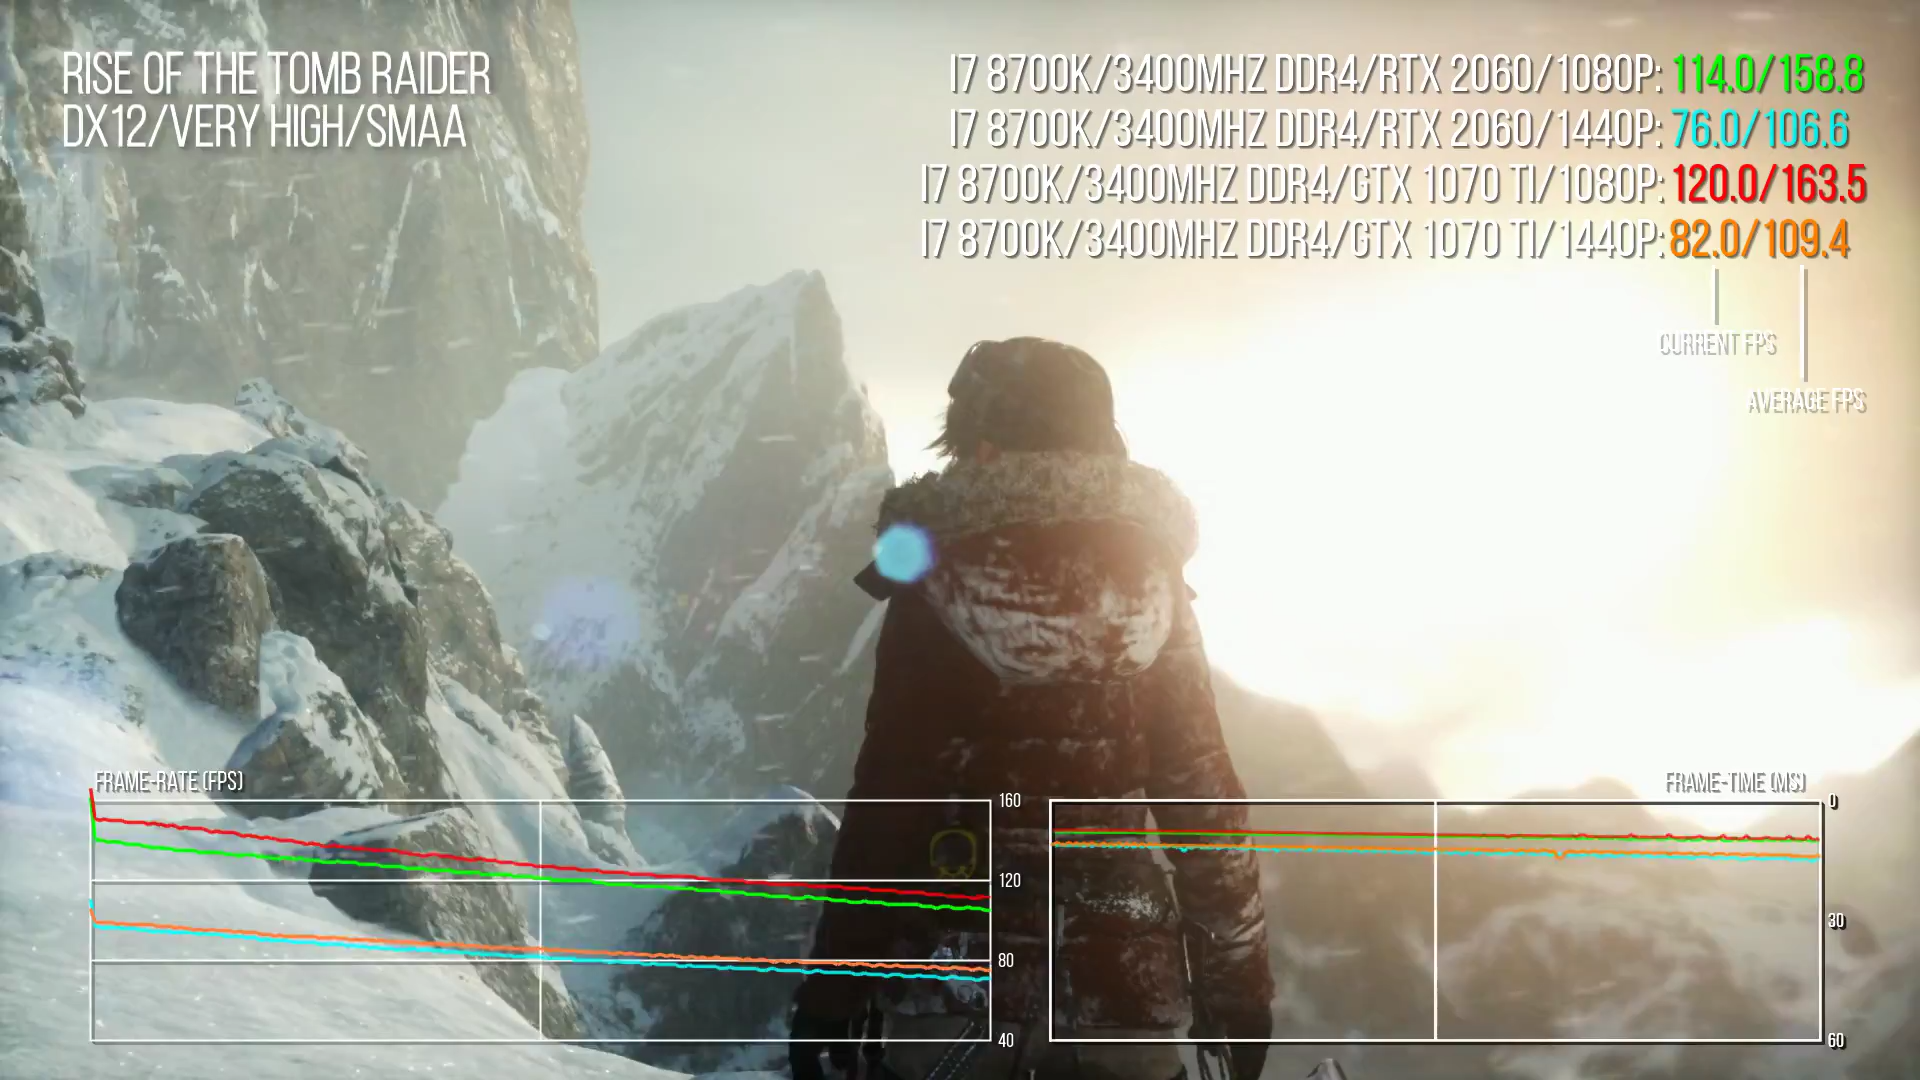 RISE OF THE TOMB RAIDER
DX12/VERY HIGH/SMAA
I7 8700K/3400MHZ DDR4/RTX 2060/1080P: 114.0/158.8
I7 8700K/3400MHZ DDR4/RTX 2060/1440P: 76.0/106.6
I7 8700K/3400MHZ DDR4/GTX 1070 TI/1080P: 120.0/163.5
I7 8700K/3400MHZ DDR4/GTX 1070 TI/1440P: 82.0/109.4
CURRENT FPS
AVERAGE FPS
FRAME-RATE (FPS)
160
120
80
40
FRAME-TIME (MS)
0
30
60